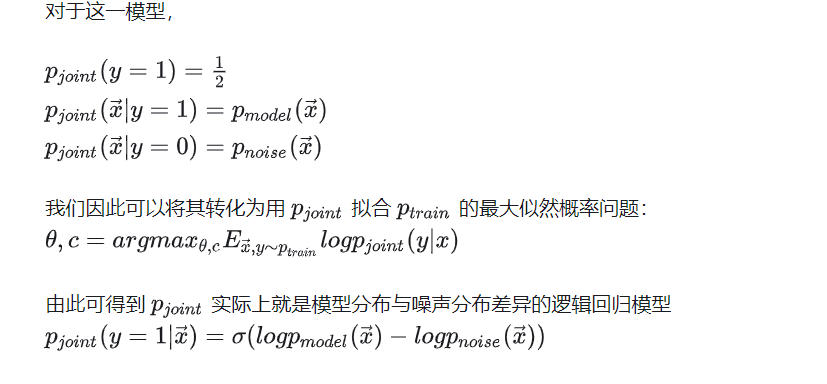 对于这一模型，
p_{joint}(y = 1) = \frac{1}{2}
p_{joint}(\vec{x}|y = 1) = p_{model}(\vec{x})
p_{joint}(\vec{x}|y = 0) = p_{noise}(\vec{x})
我们因此可以将其转化为用 p_{joint} 拟合 p_{train} 的最大似然概率问题：
\theta, c = argmax_{\theta,c} E_{\vec{x},y \sim p_{train}} logp_{joint}(y|x)
由此可得到 p_{joint} 实际上就是模型分布与噪声分布差异的逻辑回归模型
p_{joint}(y = 1|\vec{x}) = \sigma(logp_{model}(\vec{x}) - logp_{noise}(\vec{x}))